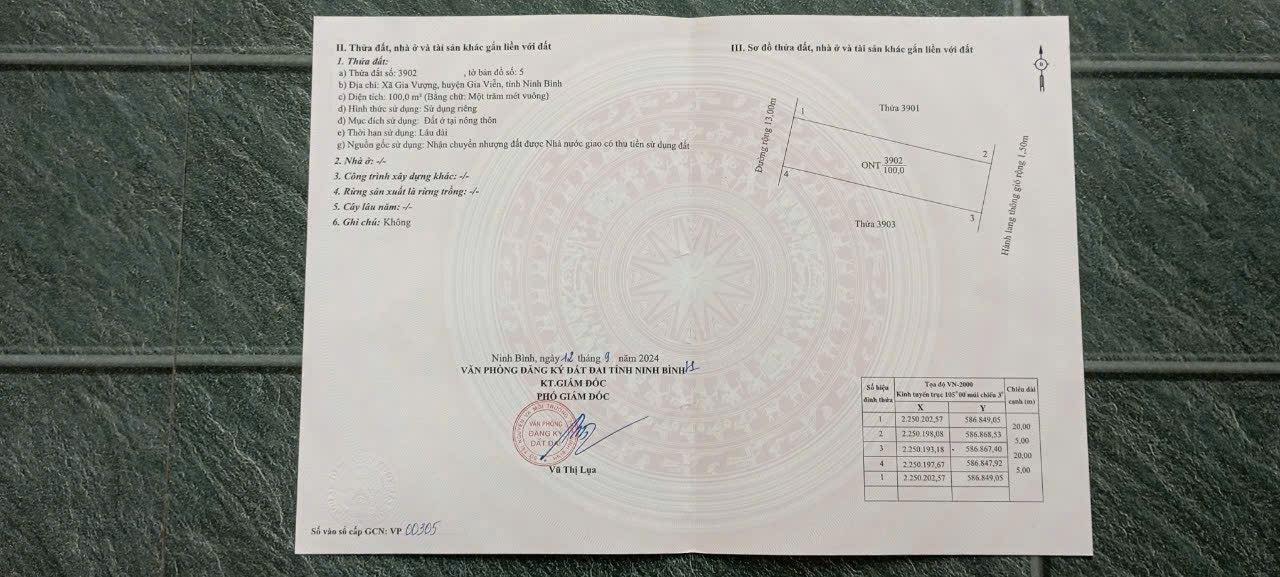 II. Thửa đất, nhà ở và tài sản khác gắn liền với đất
1. Thửa đất:
a) Thửa đất số: 3902 , tờ bản đồ số: 5
b) Địa chỉ: Xã Gia Vượng, huyện Gia Viễn, tỉnh Ninh Bình
c) Diện tích: 100,0 m² (Bằng chữ: Một trăm mét vuông)
d) Hình thức sử dụng: Sử dụng riêng
đ) Mục đích sử dụng: Đất ở tại nông thôn
e) Thời hạn sử dụng: Lâu dài
g) Nguồn gốc sử dụng: Nhận chuyển nhượng đất được Nhà nước giao có thu tiền sử dụng đất
2. Nhà ở: -/-
3. Công trình xây dựng khác: -/-
4. Rừng sản xuất là rừng trồng: -/-
5. Cây lâu năm: -/-
6. Ghi chú: Không
Ninh Bình, ngày 12 tháng 9 năm 2024
VĂN PHÒNG ĐĂNG KÝ ĐẤT ĐAI TỈNH NINH BÌNH
KT.GIÁM ĐỐC
PHÓ GIÁM ĐỐC
VĂN PHÒNG
ĐĂNG KÝ
ĐẤT ĐAI
Vũ Thị Lụa
Số vào sổ cấp GCN: VP 00305
III. Sơ đồ thửa đất, nhà ở và tài sản khác gắn liền với đất
Thửa 3901
Đường rộng 13,00m
1
2
ONT 3902
100,0
4
3
Thửa 3903
Hành lang thông gió rộng 1,50m
Số hiệu đỉnh thửa
Tọa độ VN-2000
Kinh tuyến trục 105°00 múi chiếu 3°
Chiều dài cạnh (m)
X Y
1 2.250.202,57 586.849,05
20,00
2 2.250.198,08 586.868,53
5,00
3 2.250.193,18 586.867,40
20,00
4 2.250.197,67 586.847,92
5,00
1 2.250.202,57 586.849,05